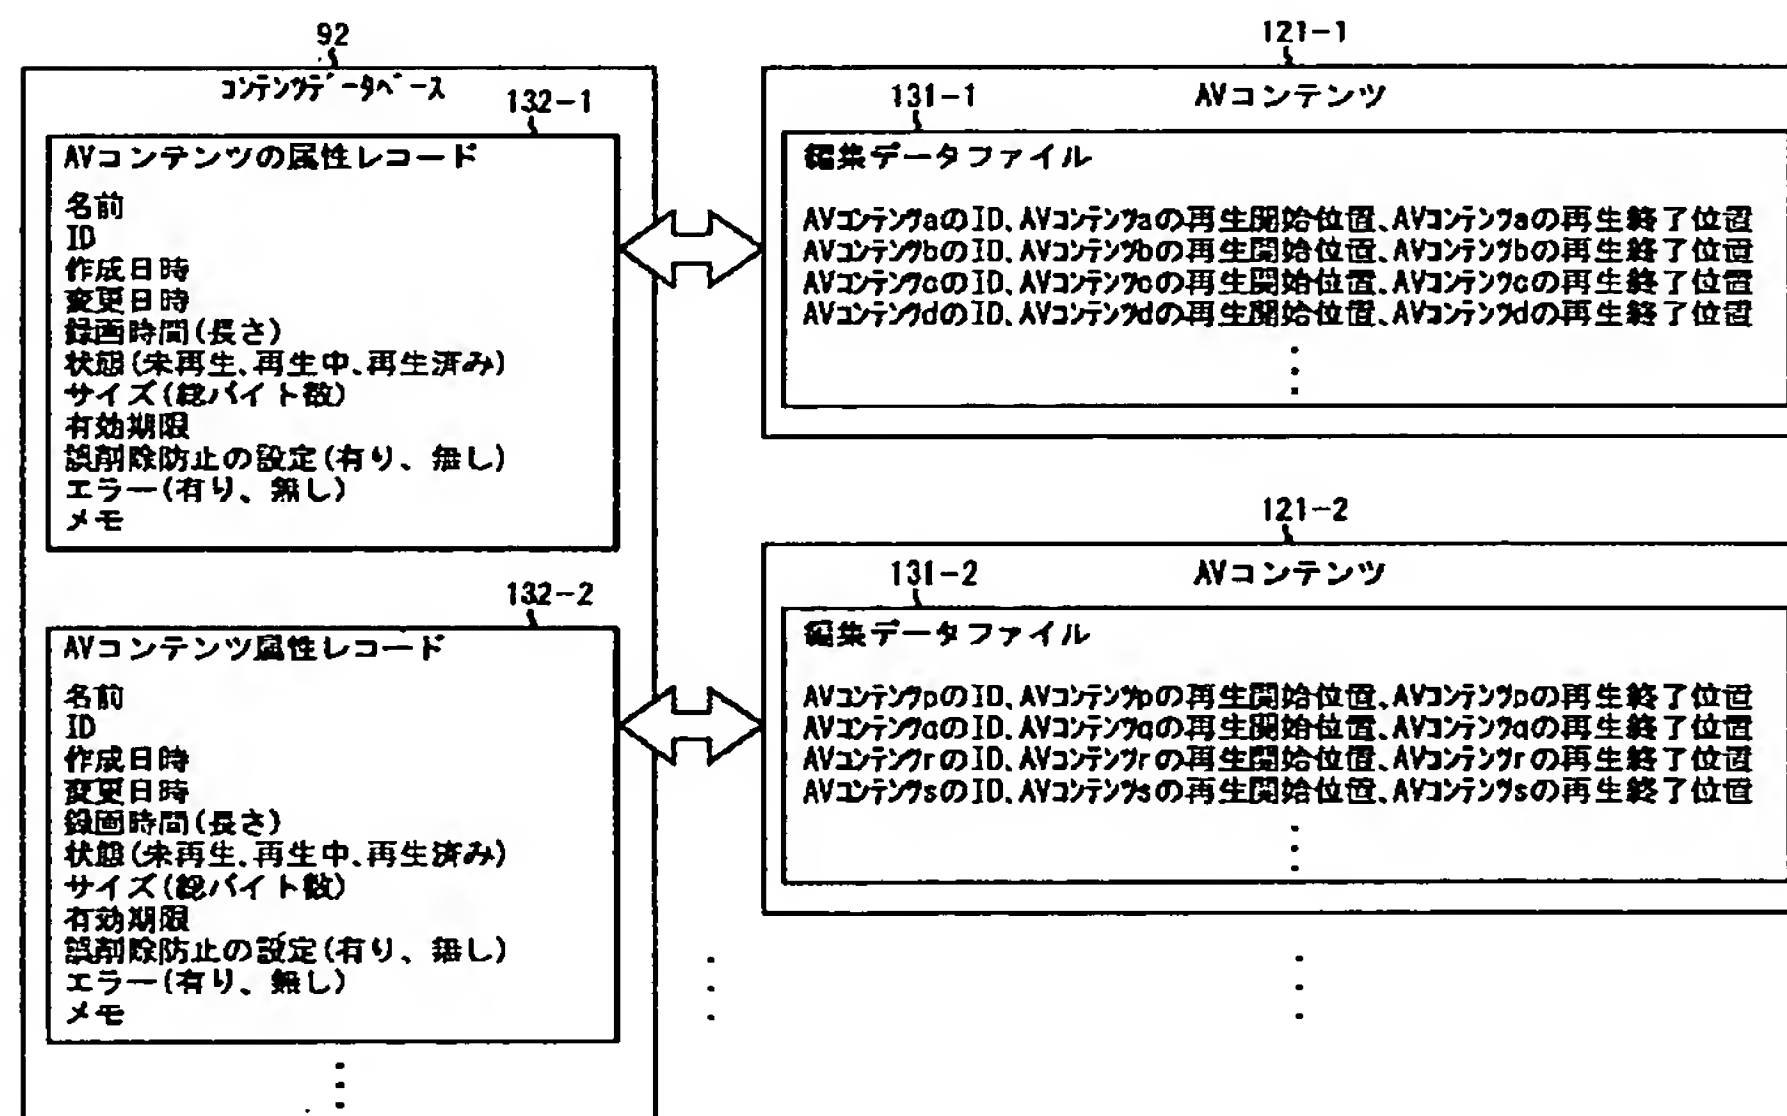 92
コンテンツデータベース
132-1
AVコンテンツの属性レコード
名前
ID
作成日時
変更日時
録画時間(長さ)
状態(未再生、再生中、再生済み)
サイズ(総バイト数)
有効期限
誤削除防止の設定(有り、無し)
エラー(有り、無し)
メモ
132-2
AVコンテンツ属性レコード
名前
ID
作成日時
変更日時
録画時間(長さ)
状態(未再生、再生中、再生済み)
サイズ(総バイト数)
有効期限
誤削除防止の設定(有り、無し)
エラー(有り、無し)
メモ
121-1
131-1
AVコンテンツ
編集データファイル
AVコンテンツaのID、AVコンテンツaの再生開始位置、AVコンテンツaの再生終了位置
AVコンテンツbのID、AVコンテンツbの再生開始位置、AVコンテンツbの再生終了位置
AVコンテンツcのID、AVコンテンツcの再生開始位置、AVコンテンツcの再生終了位置
AVコンテンツdのID、AVコンテンツdの再生開始位置、AVコンテンツdの再生終了位置
121-2
131-2
AVコンテンツ
編集データファイル
AVコンテンツpのID、AVコンテンツpの再生開始位置、AVコンテンツpの再生終了位置
AVコンテンツqのID、AVコンテンツqの再生開始位置、AVコンテンツqの再生終了位置
AVコンテンツrのID、AVコンテンツrの再生開始位置、AVコンテンツrの再生終了位置
AVコンテンツsのID、AVコンテンツsの再生開始位置、AVコンテンツsの再生終了位置